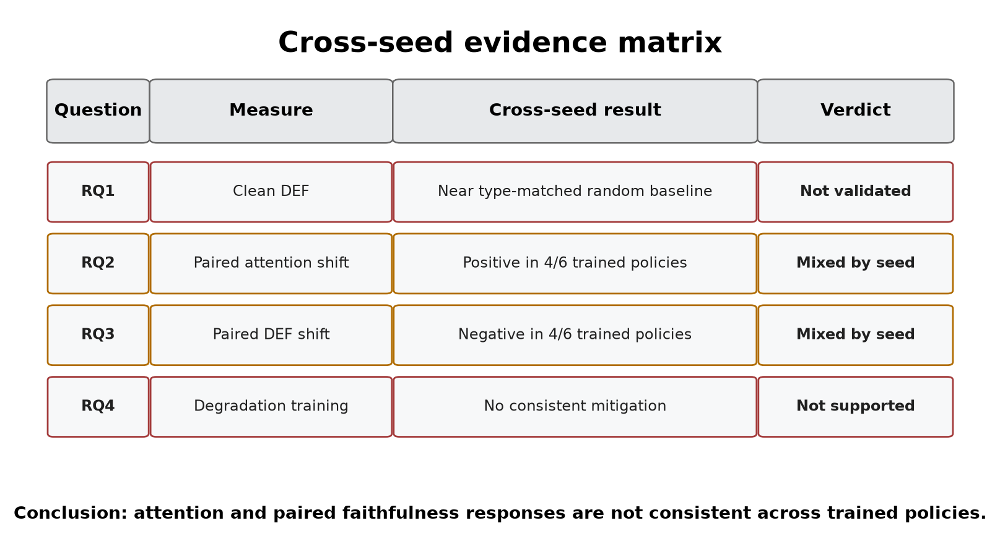 Cross-seed evidence matrix
Question Measure Cross-seed result Verdict
RQ1 Clean DEF Near type-matched random baseline Not validated
RQ2 Paired attention shift Positive in 4/6 trained policies Mixed by seed
RQ3 Paired DEF shift Negative in 4/6 trained policies Mixed by seed
RQ4 Degradation training No consistent mitigation Not supported
Conclusion: attention and paired faithfulness responses are not consistent across trained policies.